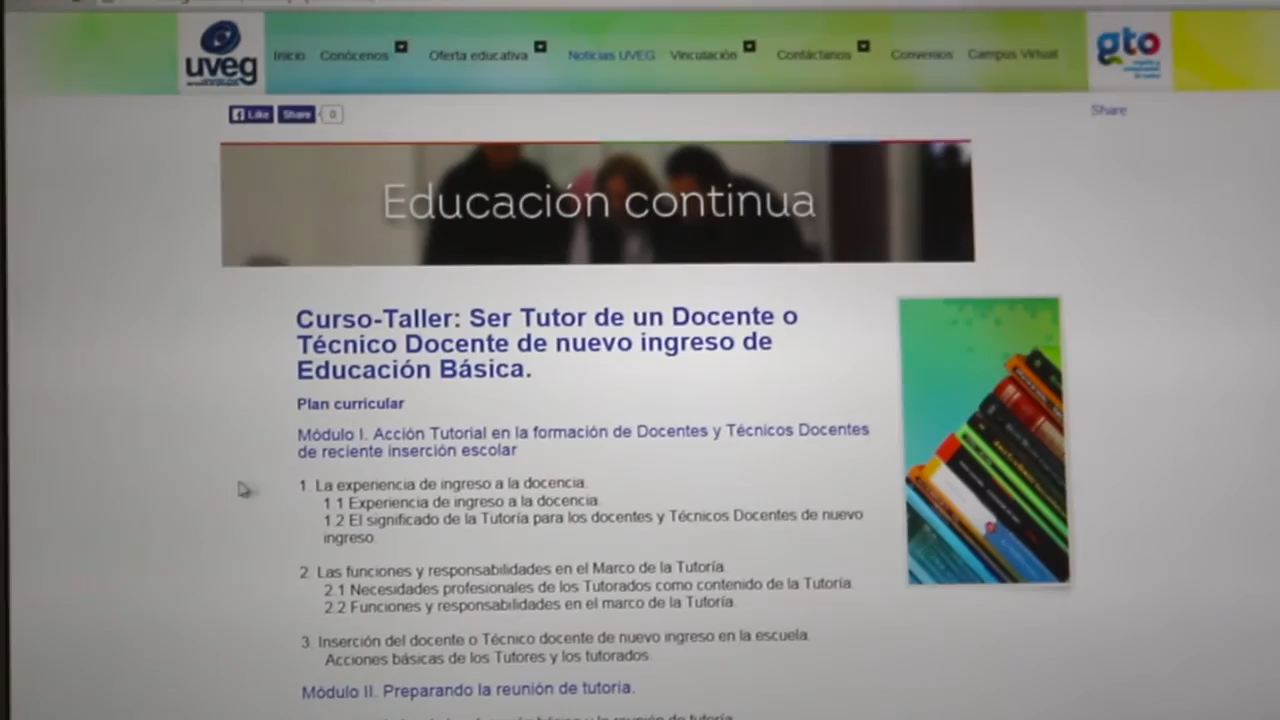 uveg
Inicio Conócenos Oferta educativa Noticias UVEG Vinculación Contáctanos Convenios Campus Virtual
gto
Like Share 0
Share
Educación continua
Curso-Taller: Ser Tutor de un Docente o
Técnico Docente de nuevo ingreso de
Educación Básica.
Plan curricular
Módulo I. Acción Tutorial en la formación de Docentes y Técnicos Docentes
de reciente inserción escolar
1. La experiencia de ingreso a la docencia.
1.1 Experiencia de ingreso a la docencia.
1.2 El significado de la Tutoría para los docentes y Técnicos Docentes de nuevo
ingreso.
2. Las funciones y responsabilidades en el Marco de la Tutoría.
2.1 Necesidades profesionales de los Tutorados como contenido de la Tutoría.
2.2 Funciones y responsabilidades en el marco de la Tutoría.
3. Inserción del docente o Técnico docente de nuevo ingreso en la escuela.
Acciones básicas de los Tutores y los tutorados.
Módulo II. Preparando la reunión de tutoría.